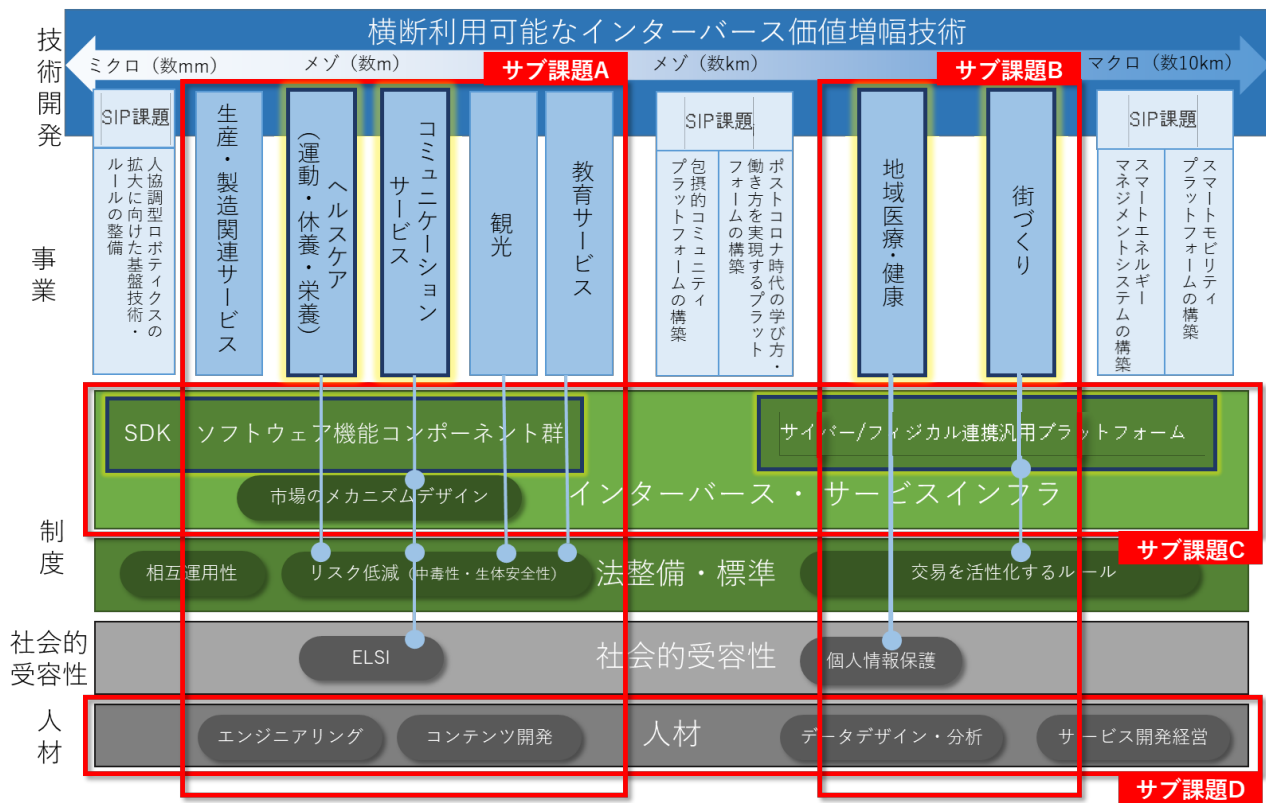 技術開発
横断利用可能なインターバース価値増幅技術
ミクロ（数mm）
メゾ（数m）
サブ課題A
メゾ（数km）
サブ課題B
マクロ（数10km）
事業
SIP課題
人協調型ロボティクスの
拡大に向けた基盤技術・
ルールの整備
生産・製造関連サービス
ヘルスケア
（運動・休養・栄養）
コミュニケーション
サービス
観光
教育サービス
SIP課題
包摂的コミュニティ
プラットフォームの構築
ポストコロナ時代の学び方・
働き方を実現するプラット
フォームの構築
地域医療・健康
街づくり
SIP課題
スマートエネルギー
マネジメントシステムの構築
スマートモビリティ
プラットフォームの構築
制度
SDK　ソフトウェア機能コンポーネント群
サイバー/フィジカル連携汎用プラットフォーム
市場のメカニズムデザイン
インターバース ・ サービスインフラ
サブ課題C
相互運用性
リスク低減（中毒性・生体安全性）
法整備・標準
交易を活性化するルール
社会的
受容性
ELSI
社会的受容性
個人情報保護
人材
エンジニアリング
コンテンツ開発
人材
データデザイン・分析
サービス開発経営
サブ課題D